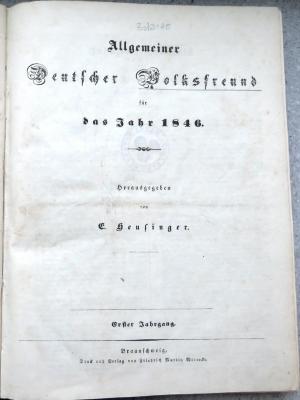 Allgemeiner
Deutscher Volksfreund
für
das Jahr 1846.
Herausgegeben
von
E. Heusinger.
Erster Jahrgang.
Braunschweig,
Druck und Verlag von Friedrich Martin